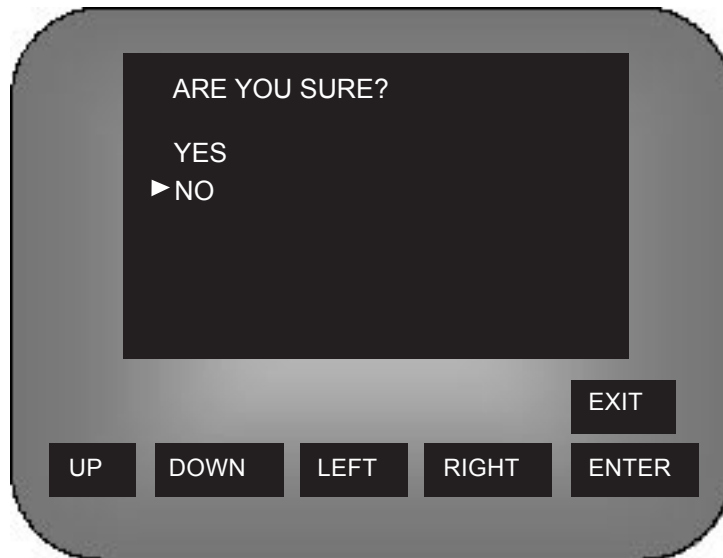 ARE YOU SURE?
YES
►NO
EXIT
UP DOWN LEFT RIGHT ENTER